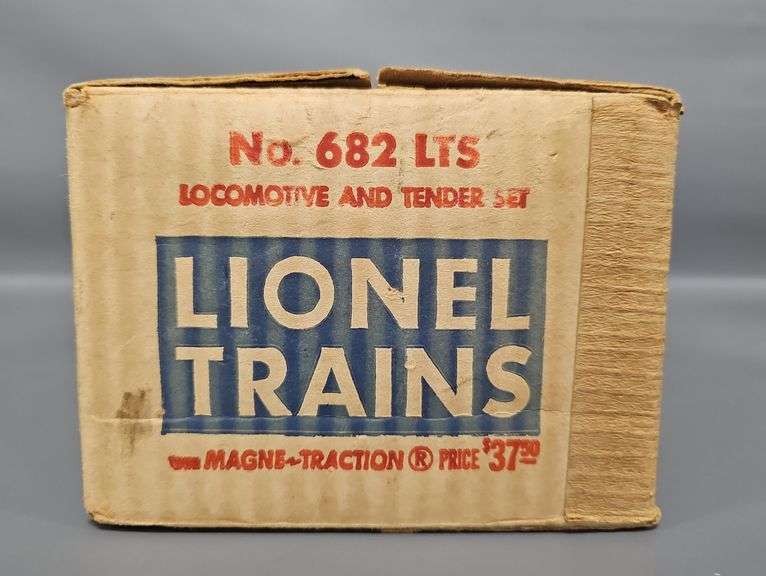 No. 682 LTS
LOCOMOTIVE AND TENDER SET
LIONEL
TRAINS
MAGNE-TRACTION ® PRICE $37.50